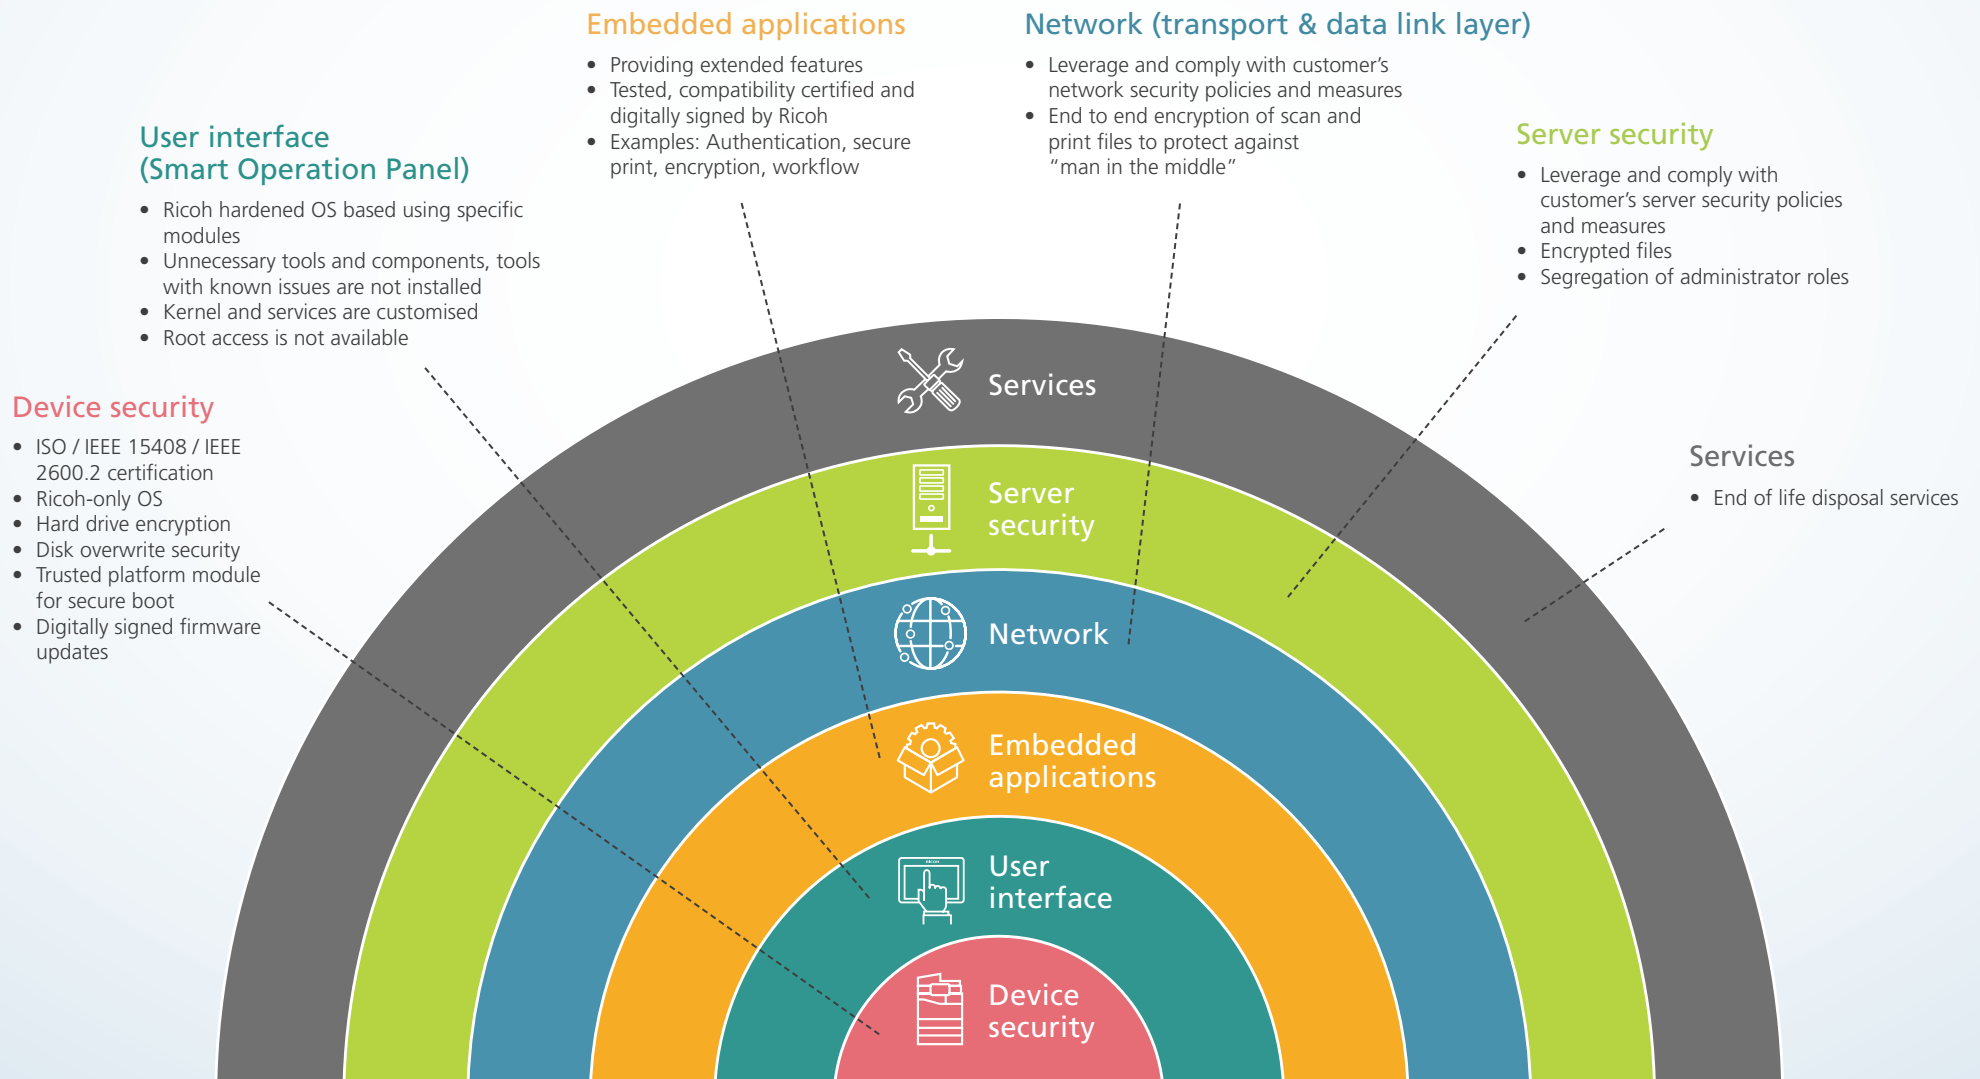 Embedded applications
• Providing extended features
• Tested, compatibility certified and
digitally signed by Ricoh
• Examples: Authentication, secure
print, encryption, workflow
Network (transport & data link layer)
• Leverage and comply with customer’s
network security policies and measures
• End to end encryption of scan and
print files to protect against
“man in the middle”
User interface
(Smart Operation Panel)
• Ricoh hardened OS based using specific
modules
• Unnecessary tools and components, tools
with known issues are not installed
• Kernel and services are customised
• Root access is not available
Server security
• Leverage and comply with
customer’s server security policies
and measures
• Encrypted files
• Segregation of administrator roles
Device security
• ISO / IEEE 15408 / IEEE
2600.2 certification
• Ricoh-only OS
• Hard drive encryption
• Disk overwrite security
• Trusted platform module
for secure boot
• Digitally signed firmware
updates
Services
• End of life disposal services
Services
Server
security
Network
Embedded
applications
RICOH
User
interface
Device
security